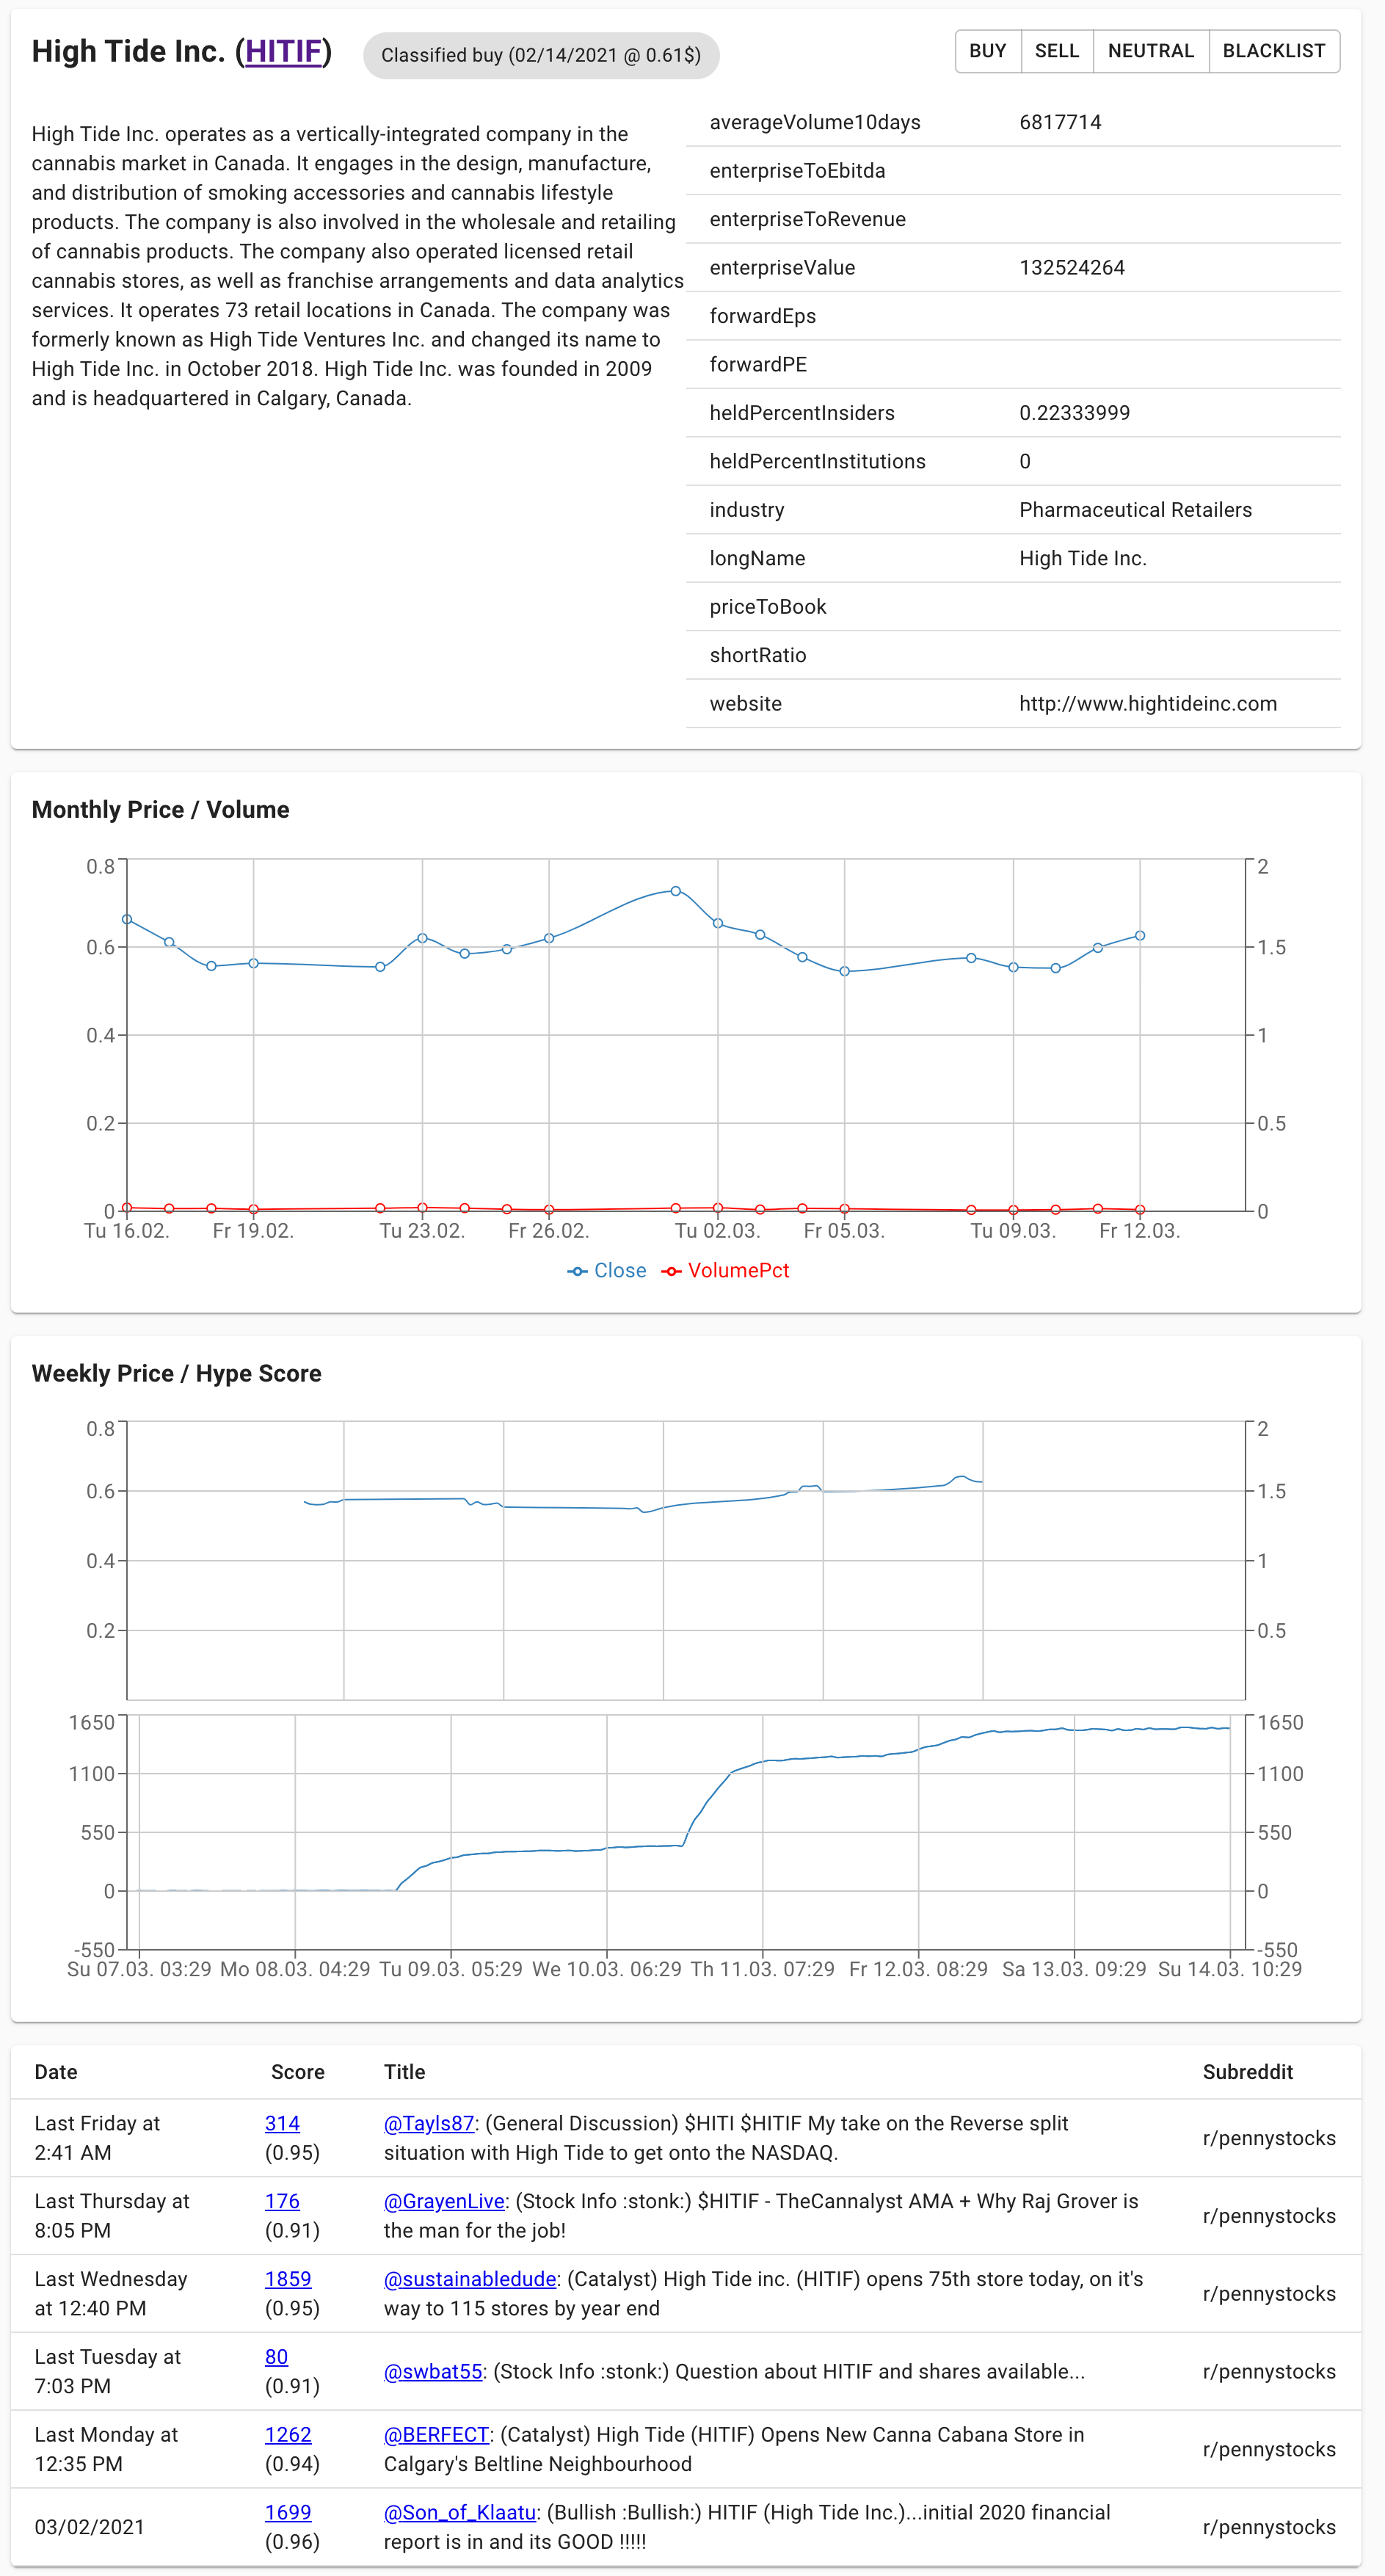 High Tide Inc. (HITIF)
Classified buy (02/14/2021 @ 0.61$)
BUY
SELL
NEUTRAL
BLACKLIST
High Tide Inc. operates as a vertically-integrated company in the
cannabis market in Canada. It engages in the design, manufacture,
and distribution of smoking accessories and cannabis lifestyle
products. The company is also involved in the wholesale and retailing
of cannabis products. The company also operated licensed retail
cannabis stores, as well as franchise arrangements and data analytics
services. It operates 73 retail locations in Canada. The company was
formerly known as High Tide Ventures Inc. and changed its name to
High Tide Inc. in October 2018. High Tide Inc. was founded in 2009
and is headquartered in Calgary, Canada.
averageVolume10days 6817714
enterpriseToEbitda
enterpriseToRevenue
enterpriseValue 132524264
forwardEps
forwardPE
heldPercentInsiders 0.22333999
heldPercentInstitutions 0
industry Pharmaceutical Retailers
longName High Tide Inc.
priceToBook
shortRatio
website http://www.hightideinc.com
Monthly Price / Volume
0.8 2
0.6 1.5
0.4 1
0.2 0.5
0 0
Tu 16.02. Fr 19.02. Tu 23.02. Fr 26.02. Tu 02.03. Fr 05.03. Tu 09.03. Fr 12.03.
Close VolumePct
Weekly Price / Hype Score
0.8 2
0.6 1.5
0.4 1
0.2 0.5
1650 1650
1100 1100
550 550
0 0
-550 -550
Su 07.03. 03:29 Mo 08.03. 04:29 Tu 09.03. 05:29 We 10.03. 06:29 Th 11.03. 07:29 Fr 12.03. 08:29 Sa 13.03. 09:29 Su 14.03. 10:29
Date Score Title Subreddit
Last Friday at
2:41 AM
314
(0.95)
@Tayls87: (General Discussion) $HITI $HITIF My take on the Reverse split
situation with High Tide to get onto the NASDAQ.
r/pennystocks
Last Thursday at
8:05 PM
176
(0.91)
@GrayenLive: (Stock Info :stonk:) $HITIF - TheCannalyst AMA + Why Raj Grover is
the man for the job!
r/pennystocks
Last Wednesday
at 12:40 PM
1859
(0.95)
@sustainabledude: (Catalyst) High Tide inc. (HITIF) opens 75th store today, on it's
way to 115 stores by year end
r/pennystocks
Last Tuesday at
7:03 PM
80
(0.91)
@swbat55: (Stock Info :stonk:) Question about HITIF and shares available...
r/pennystocks
Last Monday at
12:35 PM
1262
(0.94)
@BERFECT: (Catalyst) High Tide (HITIF) Opens New Canna Cabana Store in
Calgary's Beltline Neighbourhood
r/pennystocks
03/02/2021
1699
(0.96)
@Son_of_Klaatu: (Bullish :Bullish:) HITIF (High Tide Inc.)...initial 2020 financial
report is in and its GOOD !!!!!
r/pennystocks